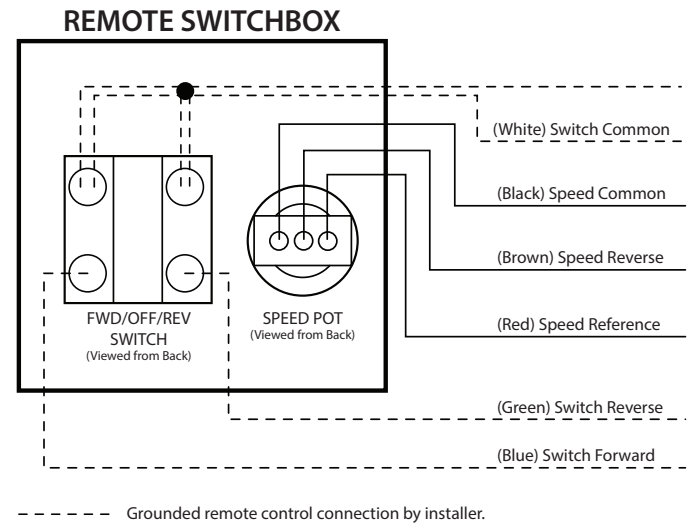 REMOTE SWITCHBOX
(White) Switch Common
(Black) Speed Common
(Brown) Speed Reverse
(Red) Speed Reference
FWD/OFF/REV
SWITCH
(Viewed from Back)
SPEED POT
(Viewed from Back)
(Green) Switch Reverse
(Blue) Switch Forward
Grounded remote control connection by installer.